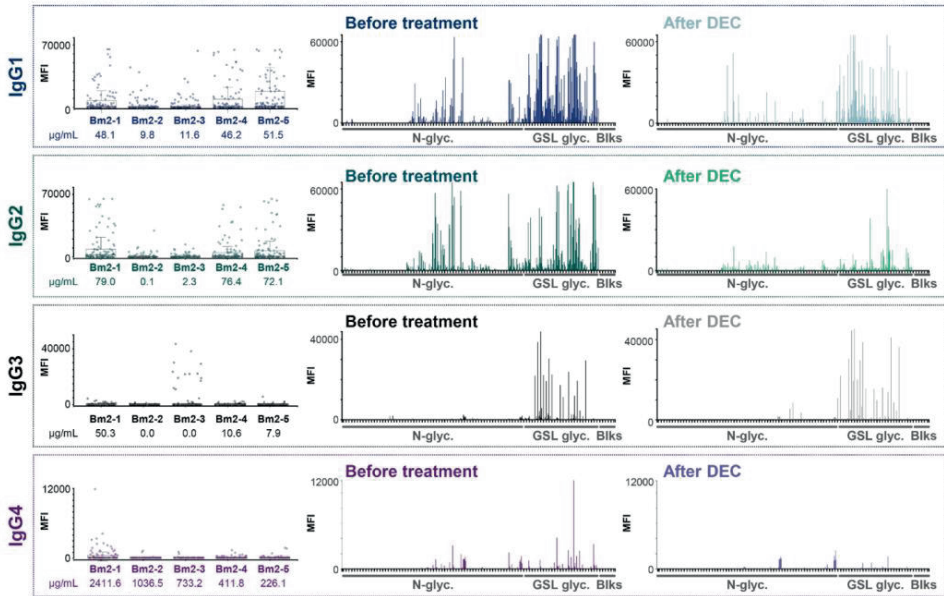 IgG1
70000
MFI
0
Bm2-1 Bm2-2 Bm2-3 Bm2-4 Bm2-5
µg/mL 48.1 9.8 11.6 46.2 51.5
Before treatment
60000
MFI
0
N-glyc. GSL glyc. Blks
After DEC
60000
MFI
0
N-glyc. GSL glyc. Blks
IgG2
70000
MFI
0
Bm2-1 Bm2-2 Bm2-3 Bm2-4 Bm2-5
µg/mL 79.0 0.1 2.3 76.4 72.1
Before treatment
60000
MFI
0
N-glyc. GSL glyc. Blks
After DEC
60000
MFI
0
N-glyc. GSL glyc. Blks
IgG3
40000
MFI
0
Bm2-1 Bm2-2 Bm2-3 Bm2-4 Bm2-5
µg/mL 50.3 0.0 0.0 10.6 7.9
Before treatment
40000
MFI
0
N-glyc. GSL glyc. Blks
After DEC
40000
MFI
0
N-glyc. GSL glyc. Blks
IgG4
12000
MFI
0
Bm2-1 Bm2-2 Bm2-3 Bm2-4 Bm2-5
µg/mL 2411.6 1036.5 733.2 411.8 226.1
Before treatment
12000
MFI
0
N-glyc. GSL glyc. Blks
After DEC
12000
MFI
0
N-glyc. GSL glyc. Blks